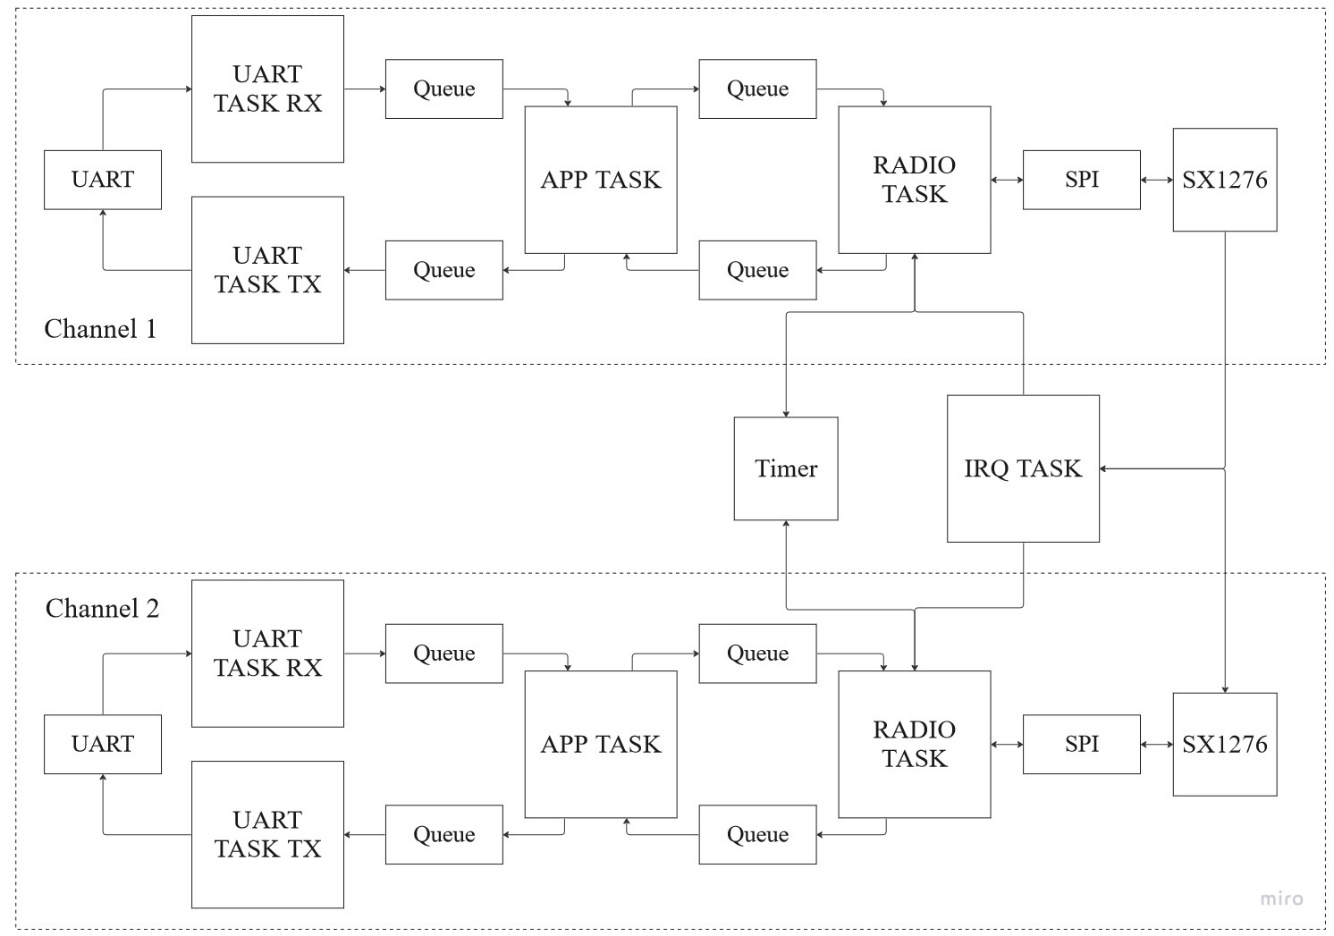 UART
TASK RX
Queue
Queue
UART
APP TASK
RADIO
TASK
SPI
SX1276
UART
TASK TX
Queue
Queue
Channel 1
Timer
IRQ TASK
Channel 2
UART
TASK RX
Queue
Queue
UART
APP TASK
RADIO
TASK
SPI
SX1276
UART
TASK TX
Queue
Queue
miro